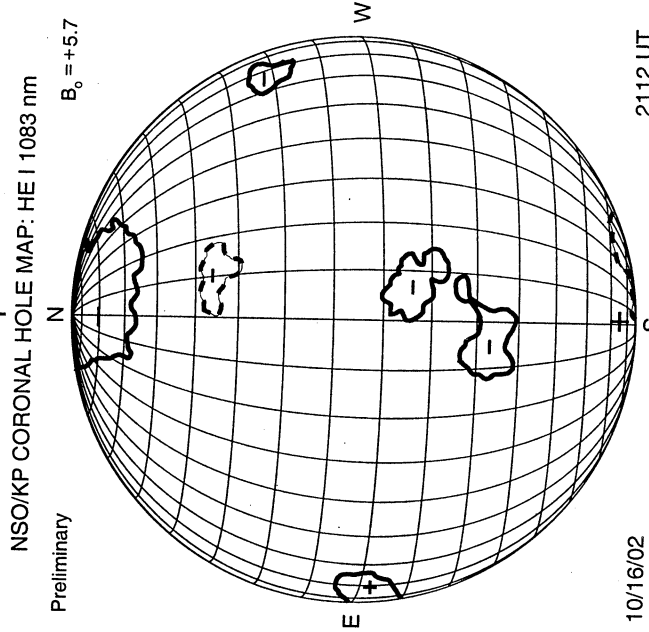 NSO/KP CORONAL HOLE MAP: HE I 1083 nm
B₀ = +5.7
Preliminary
N
W
E
−
−
−
−
−
+
+
10/16/02
2112 UT